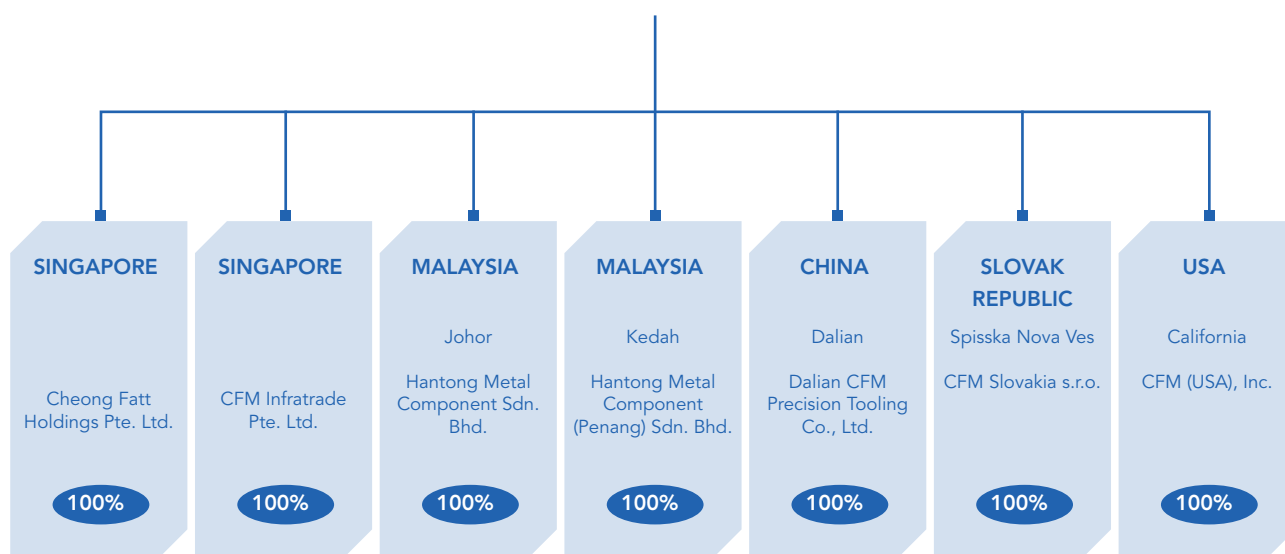 SINGAPORE
Cheong Fatt
Holdings Pte. Ltd.
100%
SINGAPORE
CFM Infratrade
Pte. Ltd.
100%
MALAYSIA
Johor
Hantong Metal
Component Sdn.
Bhd.
100%
MALAYSIA
Kedah
Hantong Metal
Component
(Penang) Sdn. Bhd.
100%
CHINA
Dalian
Dalian CFM
Precision Tooling
Co., Ltd.
100%
SLOVAK
REPUBLIC
Spisska Nova Ves
CFM Slovakia s.r.o.
100%
USA
California
CFM (USA), Inc.
100%